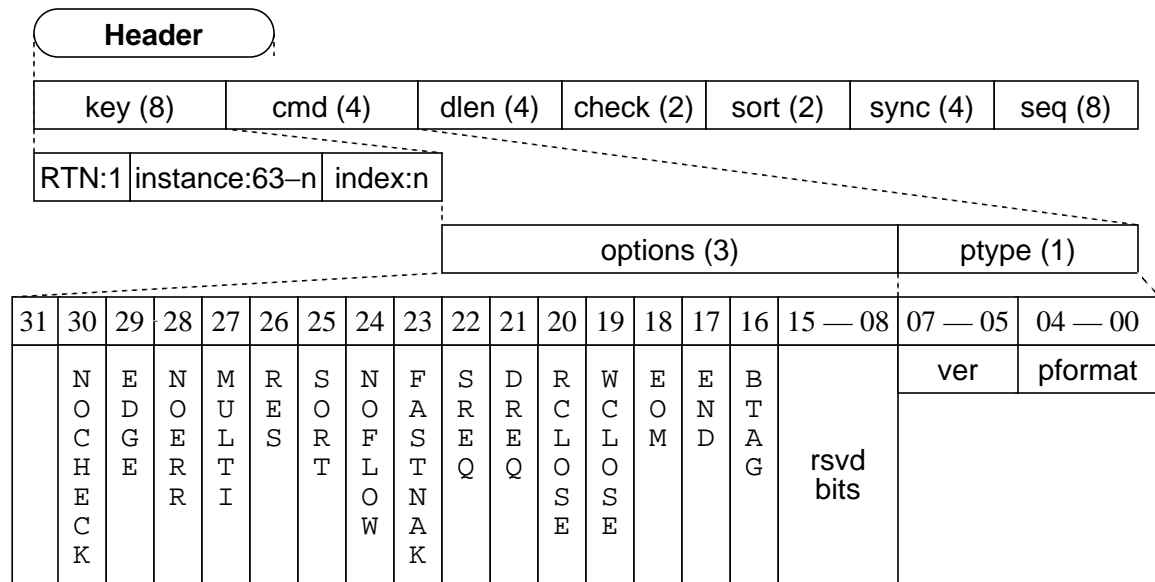 Header
key (8) cmd (4) dlen (4) check (2) sort (2) sync (4) seq (8)
RTN:1 instance:63–n index:n
options (3) ptype (1)
31 30 29 28 27 26 25 24 23 22 21 20 19 18 17 16 15 — 08 07 — 05 04 — 00
ver pformat
NOCHECK
EDGE
NOERR
MULTI
RES
SORT
NOFLOW
FASTNAK
SREQ
DREQ
RCLOSE
WCLOSE
EOM
END
BTAG
rsvd
bits